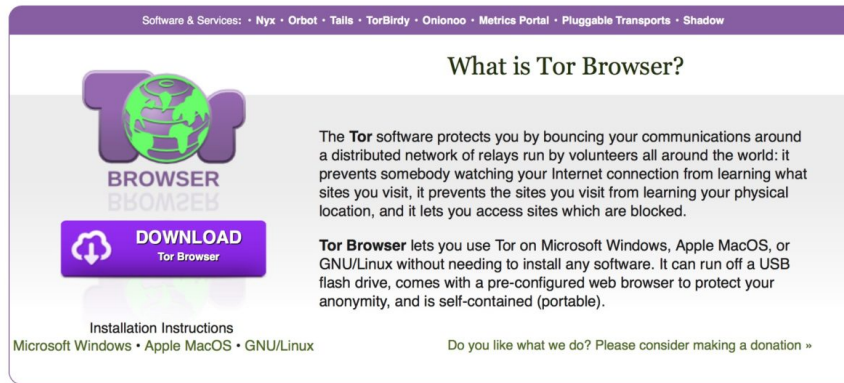 Software & Services: • Nyx • Orbot • Tails • TorBirdy • Onionoo • Metrics Portal • Pluggable Transports • Shadow
What is Tor Browser?
Tor
BROWSER
DOWNLOAD
Tor Browser
Installation Instructions
Microsoft Windows • Apple MacOS • GNU/Linux
The Tor software protects you by bouncing your communications around
a distributed network of relays run by volunteers all around the world: it
prevents somebody watching your Internet connection from learning what
sites you visit, it prevents the sites you visit from learning your physical
location, and it lets you access sites which are blocked.
Tor Browser lets you use Tor on Microsoft Windows, Apple MacOS, or
GNU/Linux without needing to install any software. It can run off a USB
flash drive, comes with a pre-configured web browser to protect your
anonymity, and is self-contained (portable).
Do you like what we do? Please consider making a donation »